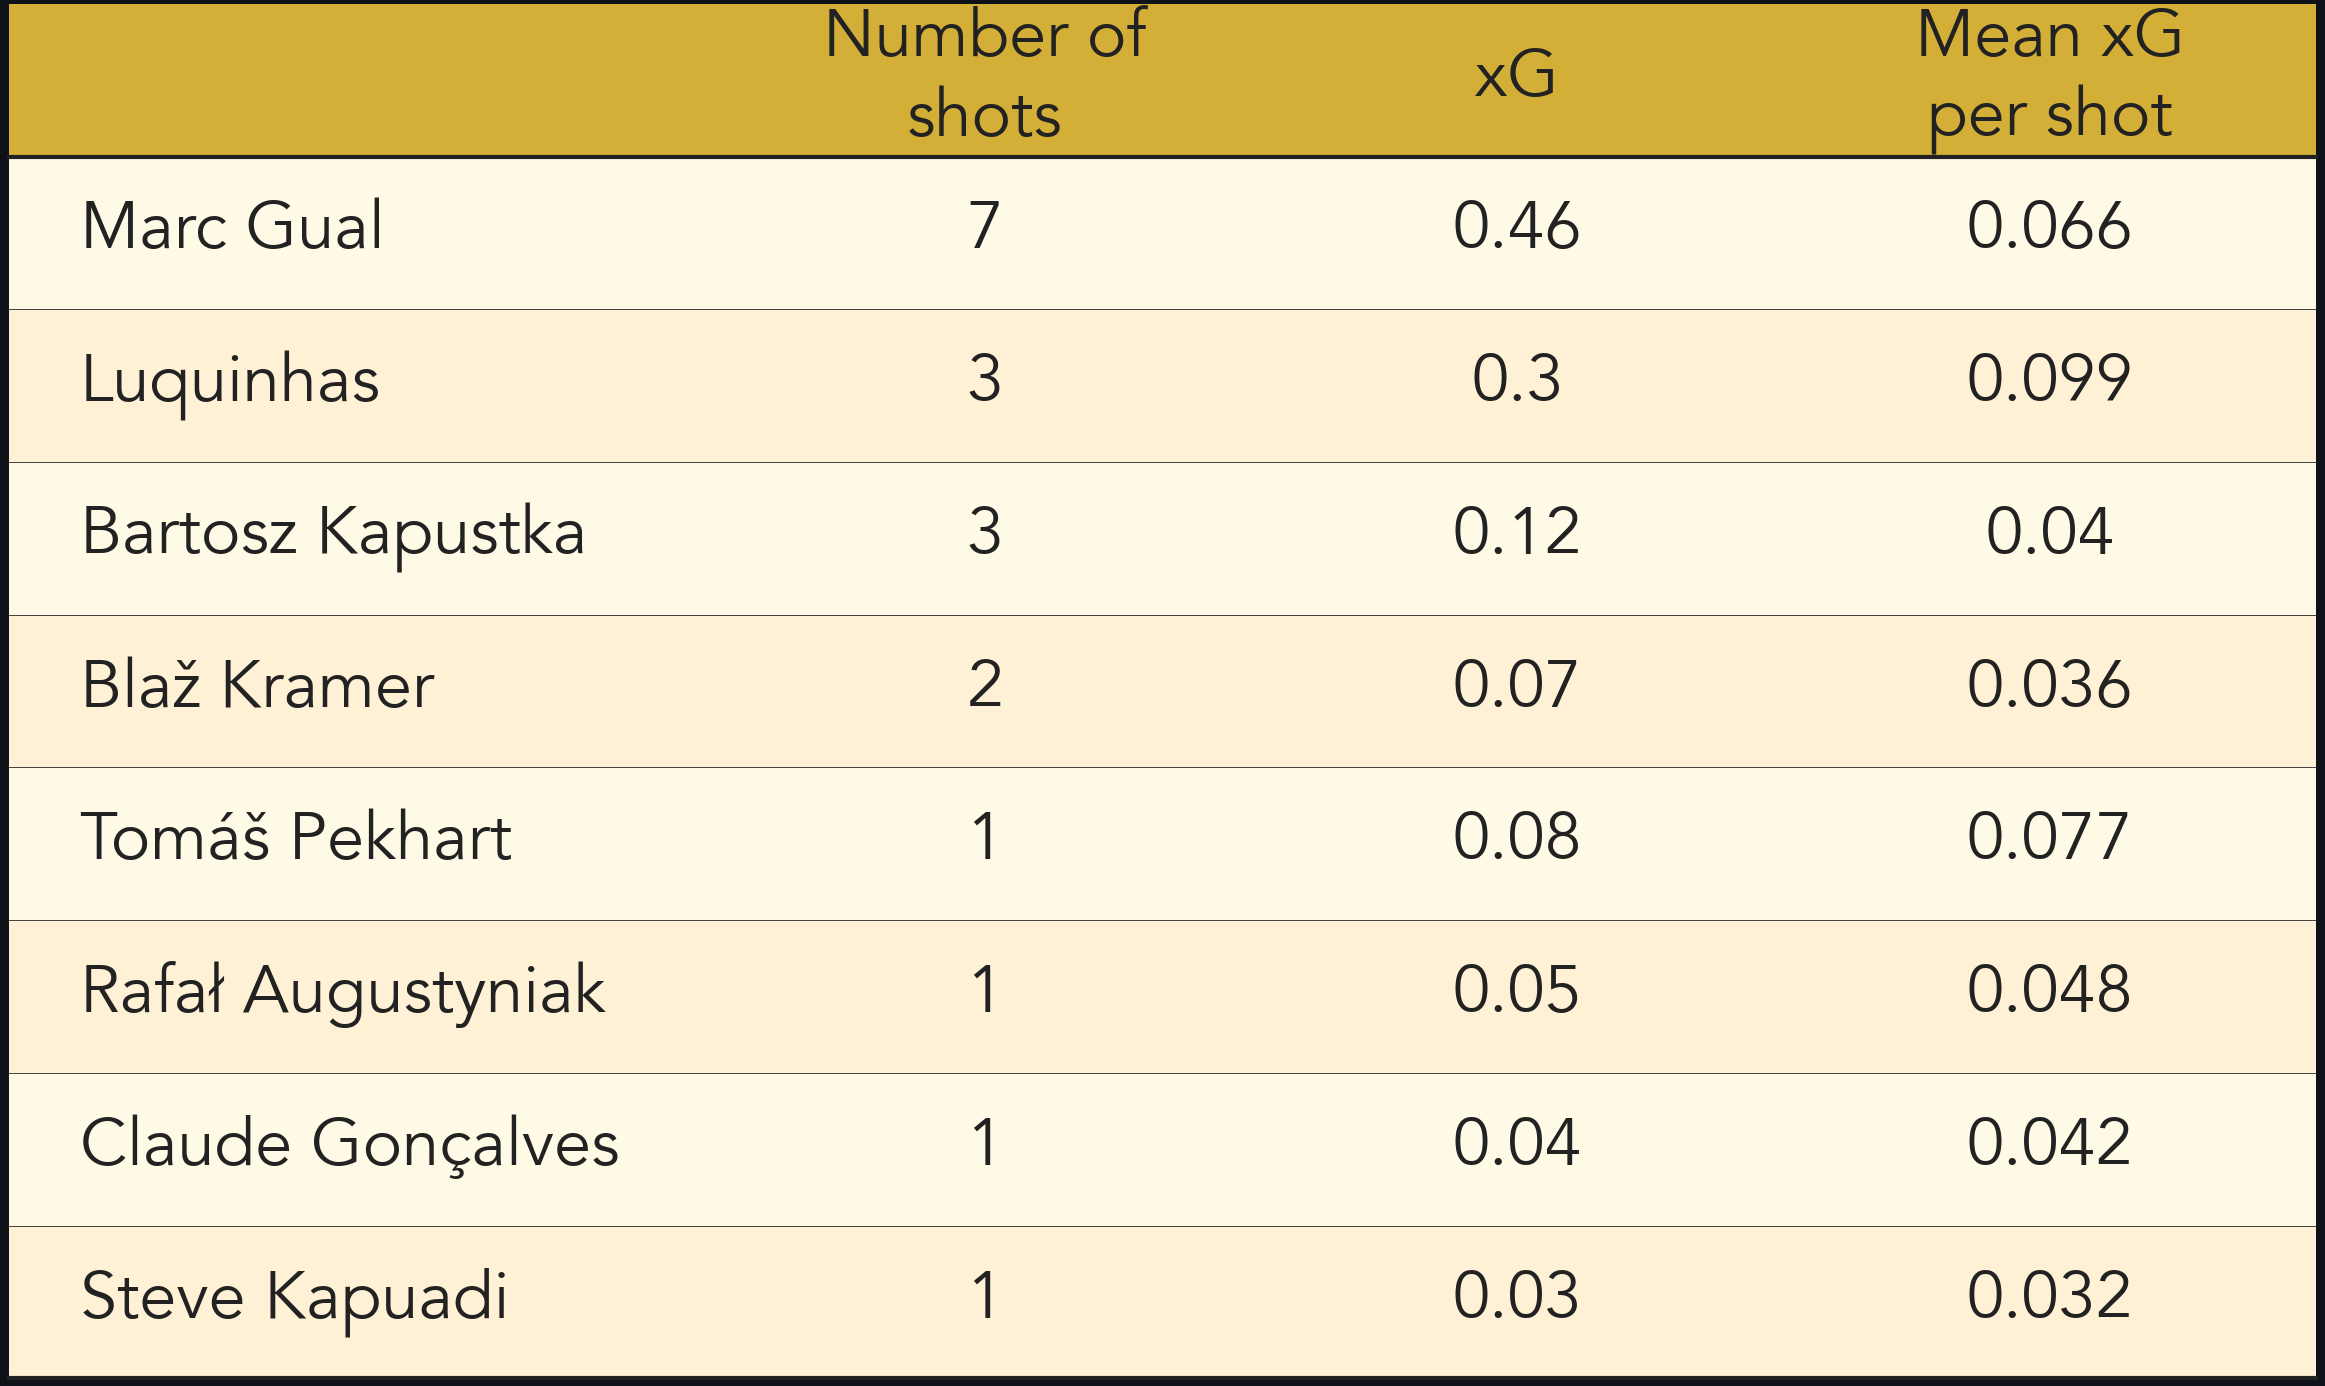 Number of shots xG Mean xG per shot
Marc Gual 7 0.46 0.066
Luquinhas 3 0.3 0.099
Bartosz Kapustka 3 0.12 0.04
Blaž Kramer 2 0.07 0.036
Tomáš Pekhart 1 0.08 0.077
Rafał Augustyniak 1 0.05 0.048
Claude Gonçalves 1 0.04 0.042
Steve Kapuadi 1 0.03 0.032